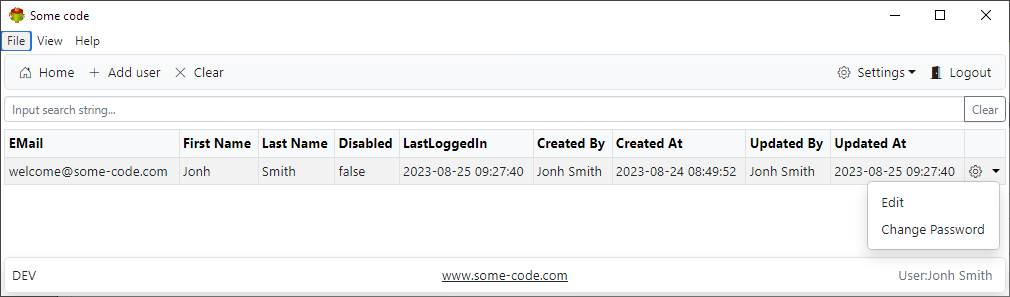 Some code
File View Help
Home Add user Clear Settings Logout
Input search string... Clear
EMail First Name Last Name Disabled LastLoggedIn Created By Created At Updated By Updated At
welcome@some-code.com Jonh Smith false 2023-08-25 09:27:40 Jonh Smith 2023-08-24 08:49:52 Jonh Smith 2023-08-25 09:27:40
Edit
Change Password
DEV www.some-code.com User:Jonh Smith